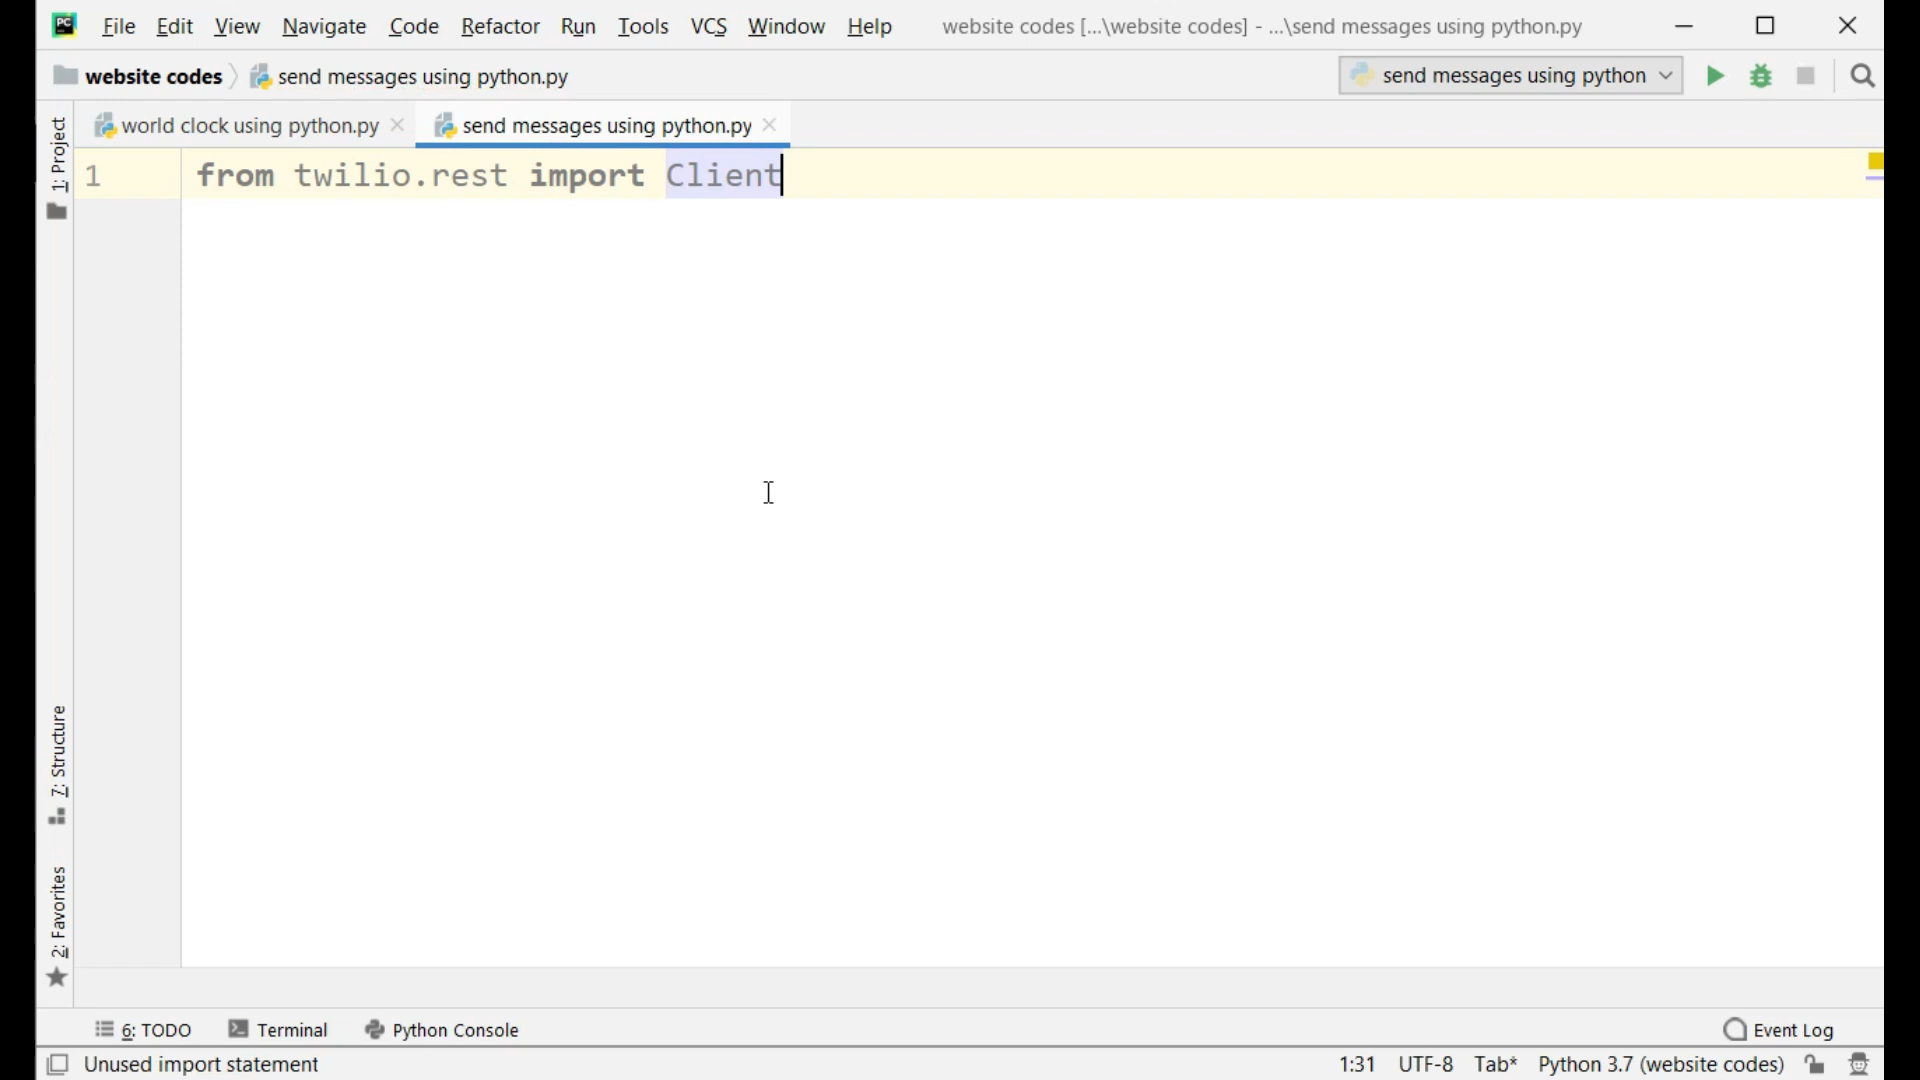 PC File Edit View Navigate Code Refactor Run Tools VCS Window Help website codes [...\website codes] - ...\send messages using python.py
website codes send messages using python.py send messages using python
world clock using python.py send messages using python.py
1: Project
1 from twilio.rest import Client
7: Structure
2: Favorites
6: TODO Terminal Python Console Event Log
Unused import statement 1:31 UTF-8 Tab* Python 3.7 (website codes)